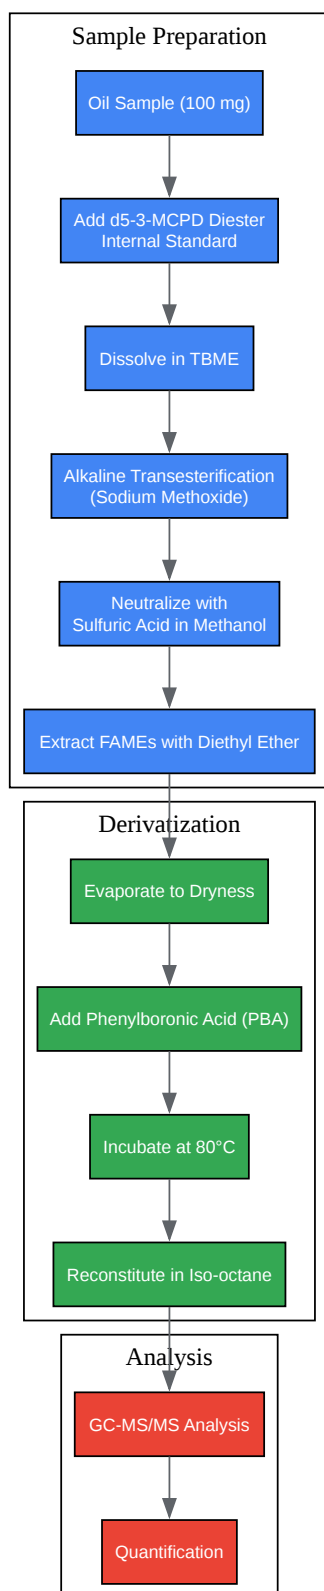 Sample Preparation
Oil Sample (100 mg)
Add d5-3-MCPD Diester
Internal Standard
Dissolve in TBME
Alkaline Transesterification
(Sodium Methoxide)
Neutralize with
Sulfuric Acid in Methanol
Extract FAMEs with Diethyl Ether
Derivatization
Evaporate to Dryness
Add Phenylboronic Acid (PBA)
Incubate at 80°C
Reconstitute in Iso-octane
Analysis
GC-MS/MS Analysis
Quantification